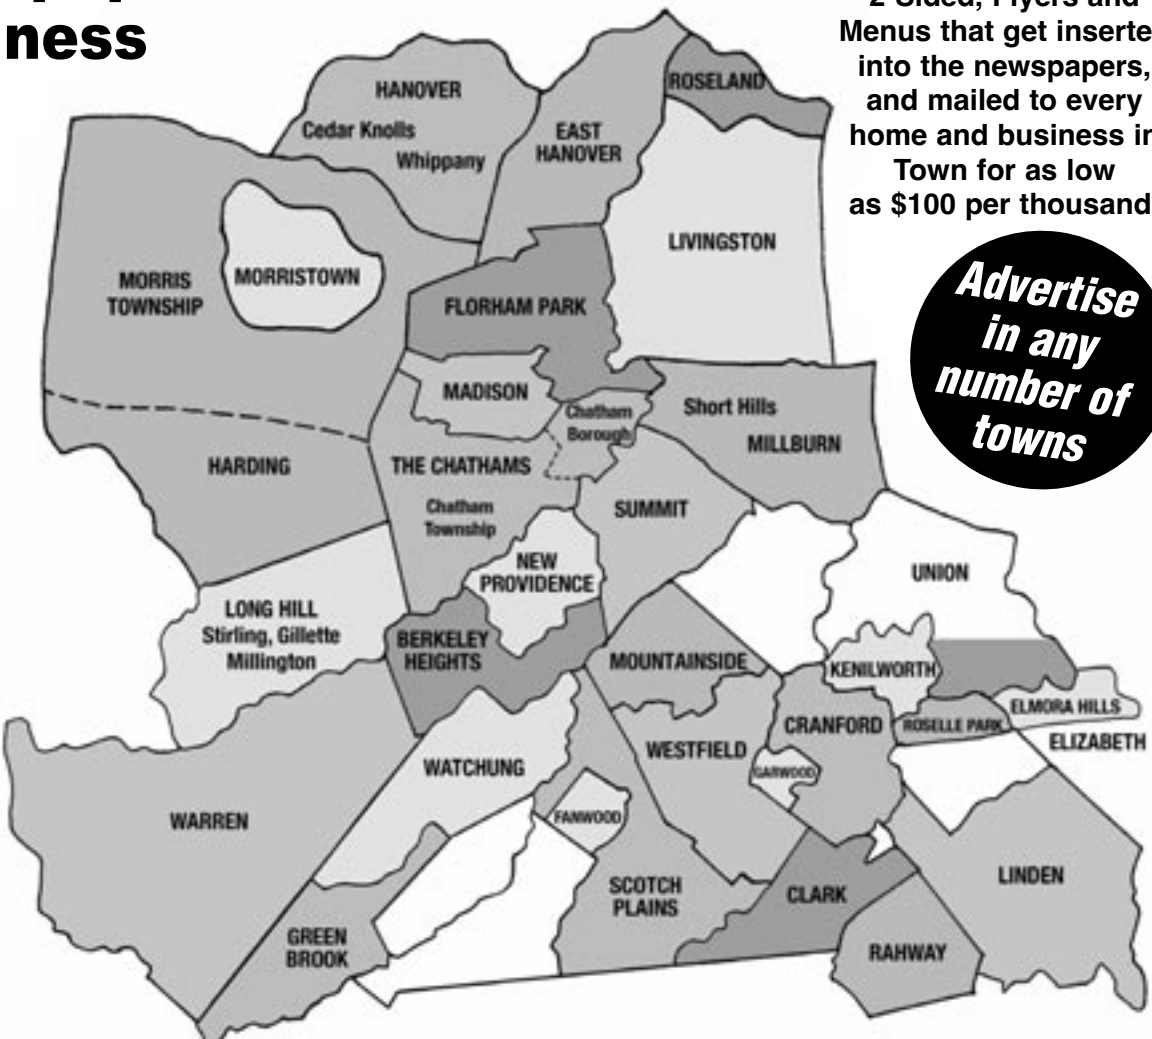 ness
2 Sided, Flyers and
Menus that get inserte
into the newspapers,
and mailed to every
home and business in
Town for as low
as $100 per thousand
Advertise
in any
number of
towns
HANOVER
Cedar Knolls
Whippany
EAST
HANOVER
ROSELAND
LIVINGSTON
MORRIS
TOWNSHIP
MORRISTOWN
FLORHAM PARK
MADISON
Chatham
Borough
Short Hills
MILLBURN
HARDING
THE CHATHAMS
Chatham
Township
SUMMIT
NEW
PROVIDENCE
UNION
LONG HILL
Stirling, Gillette
Millington
BERKELEY
HEIGHTS
MOUNTAINSIDE
KENILWORTH
ELMORA HILLS
ROSELLE PARK
ELIZABETH
CRANFORD
WESTFIELD
GARWOOD
WATCHUNG
FANWOOD
WARREN
SCOTCH
PLAINS
CLARK
LINDEN
GREEN
BROOK
RAHWAY